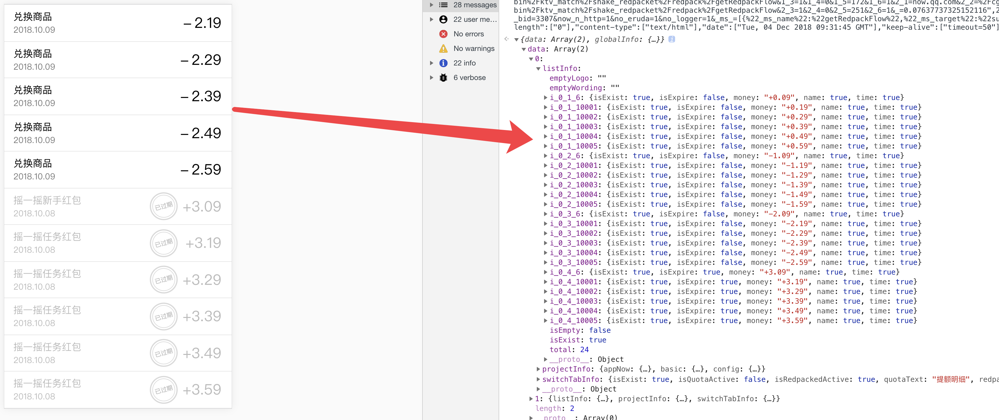 兑换商品
2018.10.09
– 2.19
兑换商品
2018.10.09
– 2.29
兑换商品
2018.10.09
– 2.39
兑换商品
2018.10.09
– 2.49
兑换商品
2018.10.09
– 2.59
摇一摇新手红包
2018.10.08
已过期
+3.09
摇一摇任务红包
2018.10.08
已过期
+3.19
摇一摇任务红包
2018.10.08
已过期
+3.29
摇一摇任务红包
2018.10.08
已过期
+3.39
摇一摇任务红包
2018.10.08
已过期
+3.49
摇一摇任务红包
2018.10.08
已过期
+3.59
28 messages
22 user me...
No errors
No warnings
22 info
6 verbose
bin%2Fktv_match%2Fshake_redpacket%2Fredpack%2FgetRedpackFlow&1_3=1&1_4=0&1_5=172&1_6=1&2_1=now.qq.com&2_2=%2Fcg
bin%2Fktv_match%2Fshake_redpacket%2Fredpack%2FgetRedpackFlow&2_3=1&2_4=0&2_5=251&2_6=1&_=0.07637737325152116",2
_bid=3307&now_n_http=1&no_eruda=1&no_logger=1&_ms_=[{%22_ms_name%22:%22getRedpackFlow%22,%22_ms_target%22:%22su
length":["0"],"content-type":["text/html"],"date":["Tue, 04 Dec 2018 09:31:45 GMT"],"keep-alive":["timeout=50"]
{data: Array(2), globalInfo: {…}}
data: Array(2)
0:
listInfo:
emptyLogo: ""
emptyWording: ""
i_0_1_6: {isExist: true, isExpire: false, money: "+0.09", name: true, time: true}
i_0_1_10001: {isExist: true, isExpire: false, money: "+0.19", name: true, time: true}
i_0_1_10002: {isExist: true, isExpire: false, money: "+0.29", name: true, time: true}
i_0_1_10003: {isExist: true, isExpire: false, money: "+0.39", name: true, time: true}
i_0_1_10004: {isExist: true, isExpire: false, money: "+0.49", name: true, time: true}
i_0_1_10005: {isExist: true, isExpire: false, money: "+0.59", name: true, time: true}
i_0_2_6: {isExist: true, isExpire: false, money: "-1.09", name: true, time: true}
i_0_2_10001: {isExist: true, isExpire: false, money: "-1.19", name: true, time: true}
i_0_2_10002: {isExist: true, isExpire: false, money: "-1.29", name: true, time: true}
i_0_2_10003: {isExist: true, isExpire: false, money: "-1.39", name: true, time: true}
i_0_2_10004: {isExist: true, isExpire: false, money: "-1.49", name: true, time: true}
i_0_2_10005: {isExist: true, isExpire: false, money: "-1.59", name: true, time: true}
i_0_3_6: {isExist: true, isExpire: false, money: "-2.09", name: true, time: true}
i_0_3_10001: {isExist: true, isExpire: false, money: "-2.19", name: true, time: true}
i_0_3_10002: {isExist: true, isExpire: false, money: "-2.29", name: true, time: true}
i_0_3_10003: {isExist: true, isExpire: false, money: "-2.39", name: true, time: true}
i_0_3_10004: {isExist: true, isExpire: false, money: "-2.49", name: true, time: true}
i_0_3_10005: {isExist: true, isExpire: false, money: "-2.59", name: true, time: true}
i_0_4_6: {isExist: true, isExpire: true, money: "+3.09", name: true, time: true}
i_0_4_10001: {isExist: true, isExpire: true, money: "+3.19", name: true, time: true}
i_0_4_10002: {isExist: true, isExpire: true, money: "+3.29", name: true, time: true}
i_0_4_10003: {isExist: true, isExpire: true, money: "+3.39", name: true, time: true}
i_0_4_10004: {isExist: true, isExpire: true, money: "+3.49", name: true, time: true}
i_0_4_10005: {isExist: true, isExpire: true, money: "+3.59", name: true, time: true}
isEmpty: false
isExist: true
total: 24
__proto__: Object
projectInfo: {appNow: {…}, basic: {…}, config: {…}}
switchTabInfo: {isExist: true, isQuotaActive: false, isRedpackedActive: true, quotaText: "提额明细", redpa
__proto__: Object
1: {listInfo: {…}, projectInfo: {…}, switchTabInfo: {…}}
length: 2
__proto__: Array(0)